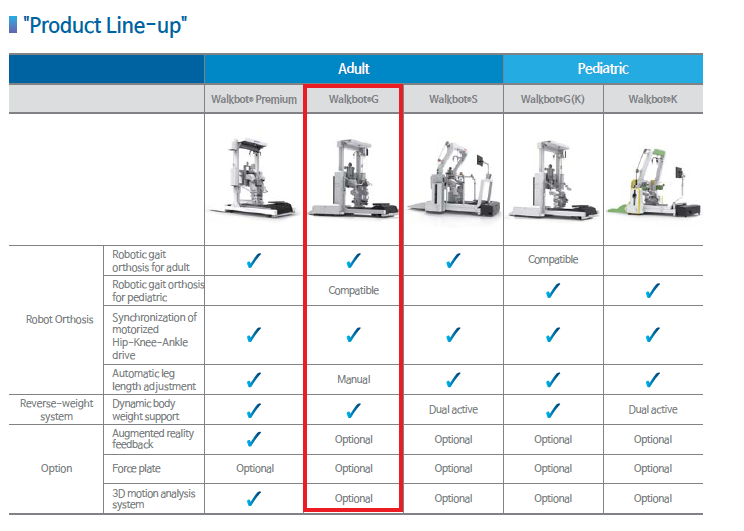 "Product Line-up"
Adult Pediatric
Walkbot® Premium Walkbot®G Walkbot®S Walkbot®G(K) Walkbot®K
Robot Orthosis
Robotic gait
orthosis for adult
✓ ✓ ✓ Compatible
Robotic gait orthosis
for pediatric
Compatible ✓ ✓
Synchronization of
motorized
Hip-Knee-Ankle
drive
✓ ✓ ✓ ✓ ✓
Automatic leg
length adjustment
✓ Manual ✓ ✓ ✓
Reverse-weight
system
Dynamic body
weight support
✓ ✓ Dual active ✓ Dual active
Option
Augmented reality
feedback
✓ Optional Optional Optional Optional
Force plate Optional Optional Optional Optional Optional
3D motion analysis
system
✓ Optional Optional Optional Optional